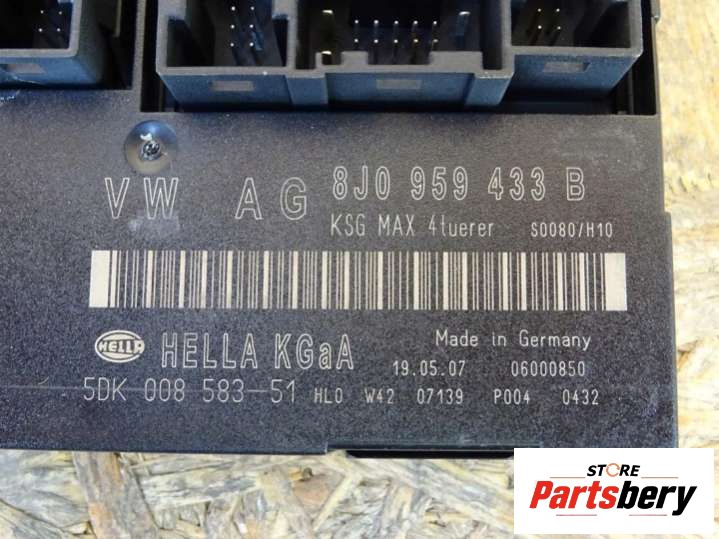 VW AG 8J0 959 433 B
KSG MAX 4tuerer S0080/H10
HELLA HELLA KGaA Made in Germany
19.05.07 06000850
5DK 008 583-51 HLO W42 07139 P004 0432
STORE
Partsbery